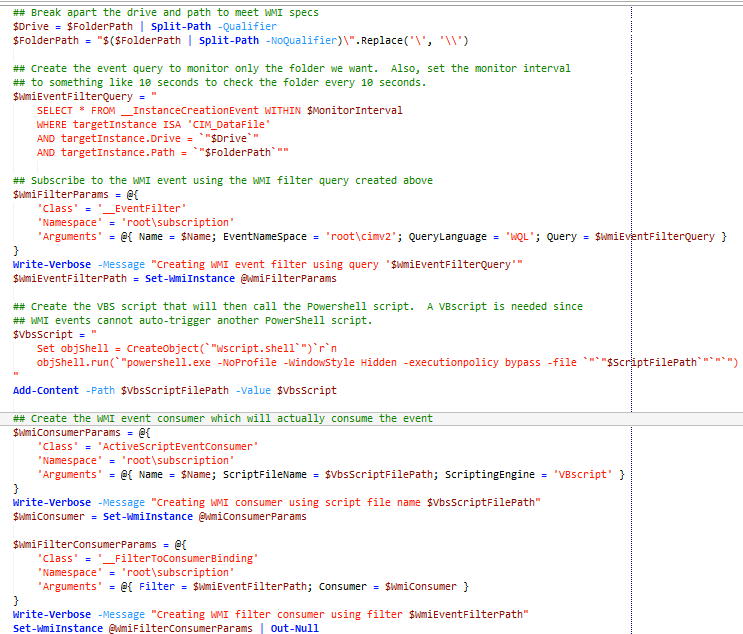 ## Break apart the drive and path to meet WMI specs
$Drive = $FolderPath | Split-Path -Qualifier
$FolderPath = "$($FolderPath | Split-Path -NoQualifier)\".Replace('\', '\\')
## Create the event query to monitor only the folder we want.  Also, set the monitor interval
## to something like 10 seconds to check the folder every 10 seconds.
$WmiEventFilterQuery = "
    SELECT * FROM __InstanceCreationEvent WITHIN $MonitorInterval
    WHERE targetInstance ISA 'CIM_DataFile'
    AND targetInstance.Drive = `"$Drive`"
    AND targetInstance.Path = `"$FolderPath`""
## Subscribe to the WMI event using the WMI filter query created above
$WmiFilterParams = @{
    'Class' = '__EventFilter'
    'Namespace' = 'root\subscription'
    'Arguments' = @{ Name = $Name; EventNameSpace = 'root\cimv2'; QueryLanguage = 'WQL'; Query = $WmiEventFilterQuery }
}
Write-Verbose -Message "Creating WMI event filter using query '$WmiEventFilterQuery'"
$WmiEventFilterPath = Set-WmiInstance @WmiFilterParams
## Create the VBS script that will then call the Powershell script.  A VBscript is needed since
## WMI events cannot auto-trigger another PowerShell script.
$VbsScript = "
    Set objShell = CreateObject(`"Wscript.shell`")`r`n
    objShell.run(`"powershell.exe -NoProfile -WindowStyle Hidden -executionpolicy bypass -file `"`"$ScriptFilePath`"`"`")
"
Add-Content -Path $VbsScriptFilePath -Value $VbsScript
## Create the WMI event consumer which will actually consume the event
$WmiConsumerParams = @{
    'Class' = 'ActiveScriptEventConsumer'
    'Namespace' = 'root\subscription'
    'Arguments' = @{ Name = $Name; ScriptFileName = $VbsScriptFilePath; ScriptingEngine = 'VBscript' }
}
Write-Verbose -Message "Creating WMI consumer using script file name $VbsScriptFilePath"
$WmiConsumer = Set-WmiInstance @WmiConsumerParams
$WmiFilterConsumerParams = @{
    'Class' = '__FilterToConsumerBinding'
    'Namespace' = 'root\subscription'
    'Arguments' = @{ Filter = $WmiEventFilterPath; Consumer = $WmiConsumer }
}
Write-Verbose -Message "Creating WMI filter consumer using filter $WmiEventFilterPath"
Set-WmiInstance @WmiFilterConsumerParams | Out-Null